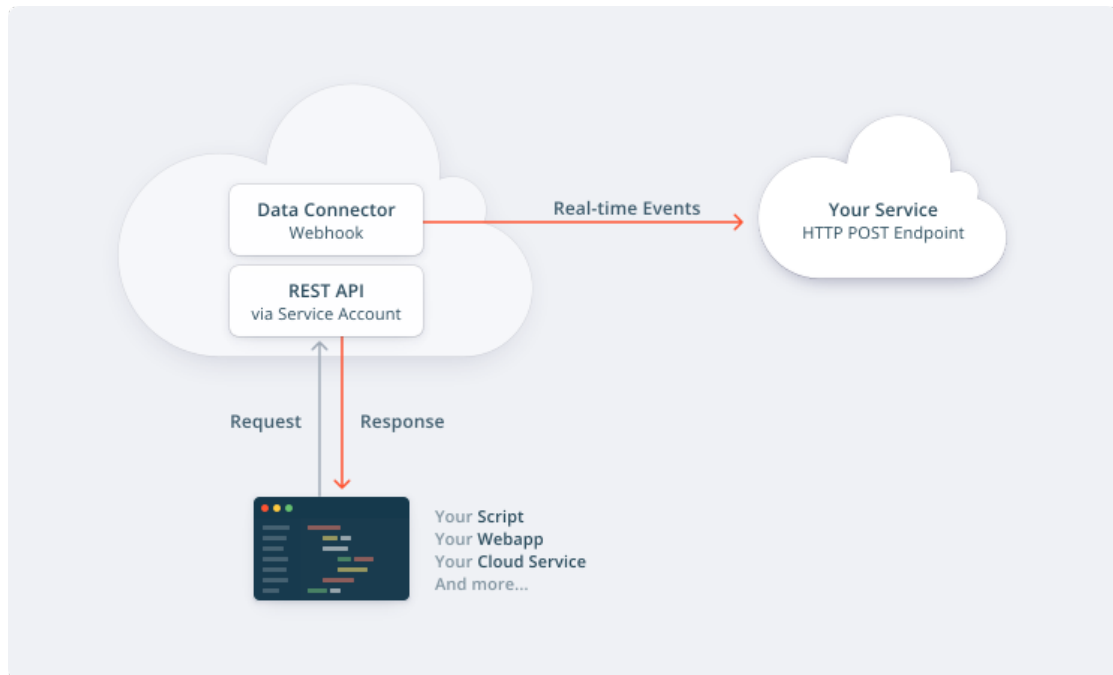 Data Connector
Webhook
Real-time Events
Your Service
HTTP POST Endpoint
REST API
via Service Account
Request
Response
Your Script
Your Webapp
Your Cloud Service
And more...